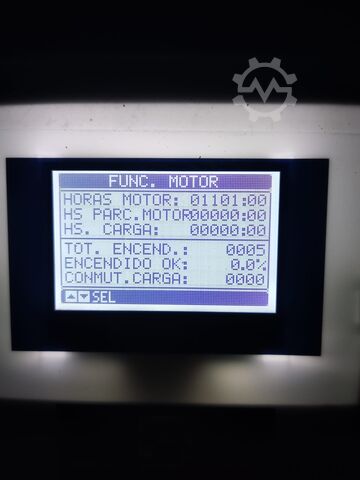 FUNC. MOTOR
HORAS MOTOR: 01101:00
HS PARC.MOTOR00000:00
HS. CARGA: 00000:00
TOT. ENCEND.: 0005
ENCENDIDO OK: 0.0%
CONMUT.CARGA: 0000
▲▼SEL